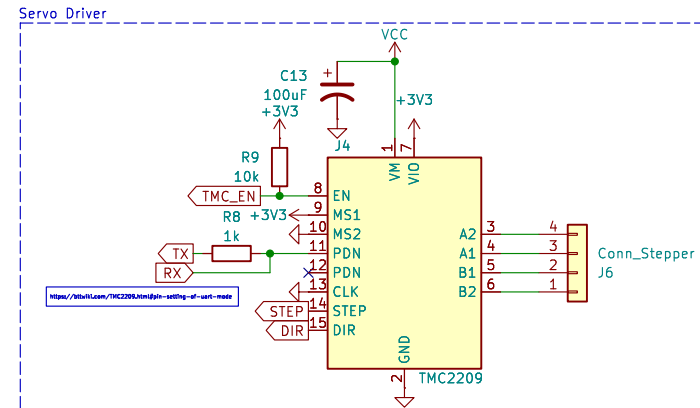 Servo Driver
VCC
C13
100uF
+3V3
+3V3
J4
1
7
VM
VIO
R9
10k
TMC_EN
8
EN
+3V3
9
MS1
10
MS2
R8
1k
TX
11
PDN
RX
12
PDN
13
CLK
STEP
14
STEP
DIR
15
DIR
A2
3
4
A1
4
3
B1
5
2
B2
6
1
Conn_Stepper
J6
https://bttwiki.com/TMC2209.html#pin-setting-of-uart-mode
GND
2
TMC2209